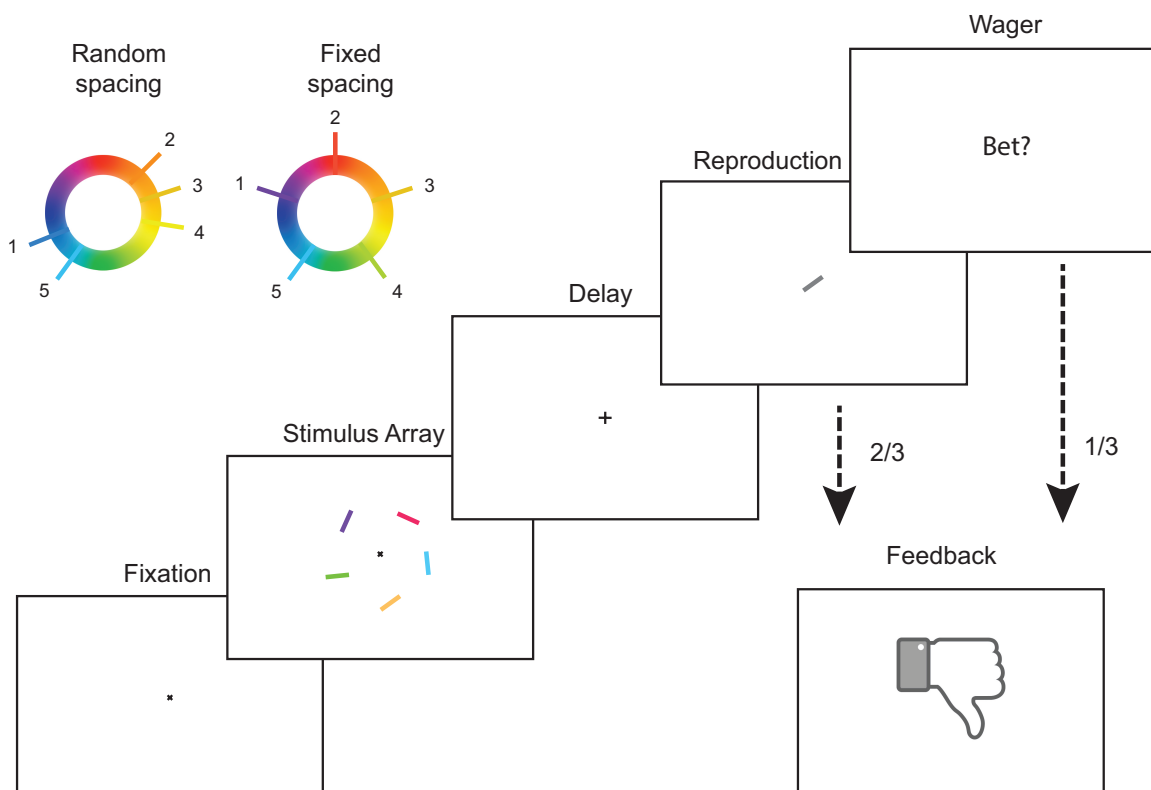 Random
spacing
2
3
4
1
5
Fixed
spacing
2
1
3
5
4
Wager
Bet?
Reproduction
Delay
Stimulus Array
Fixation
2/3
1/3
Feedback